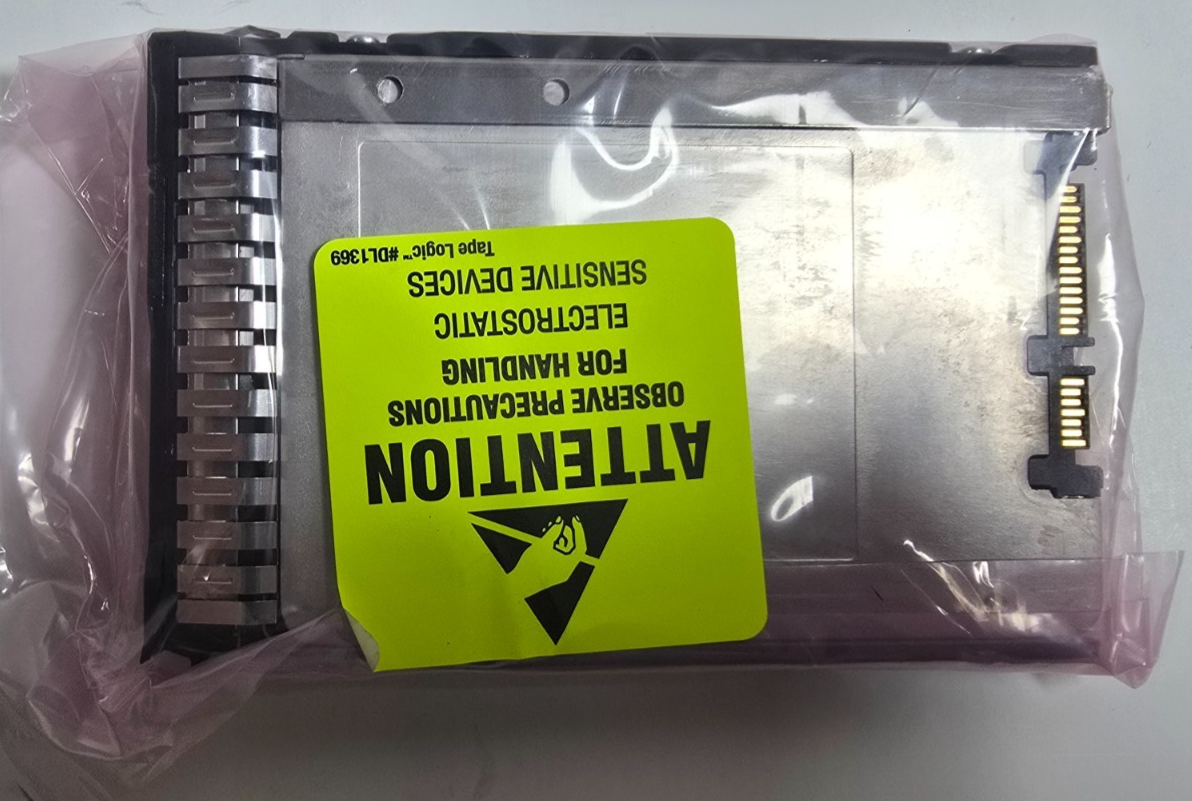 ATTENTION
OBSERVE PRECAUTIONS
FOR HANDLING
ELECTROSTATIC
SENSITIVE DEVICES
Tape Logic™ #DL1369